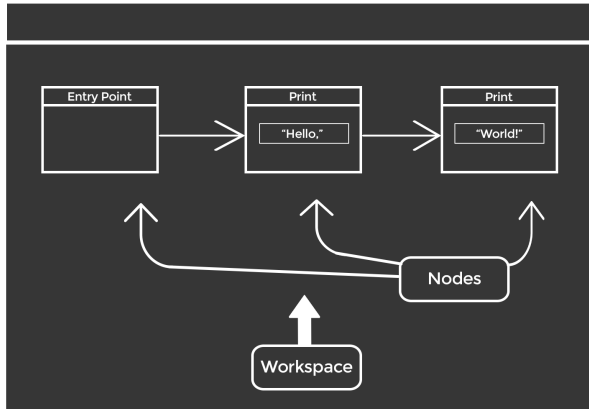 Entry Point
Print
Print
"Hello,"
"World!"
Nodes
Workspace